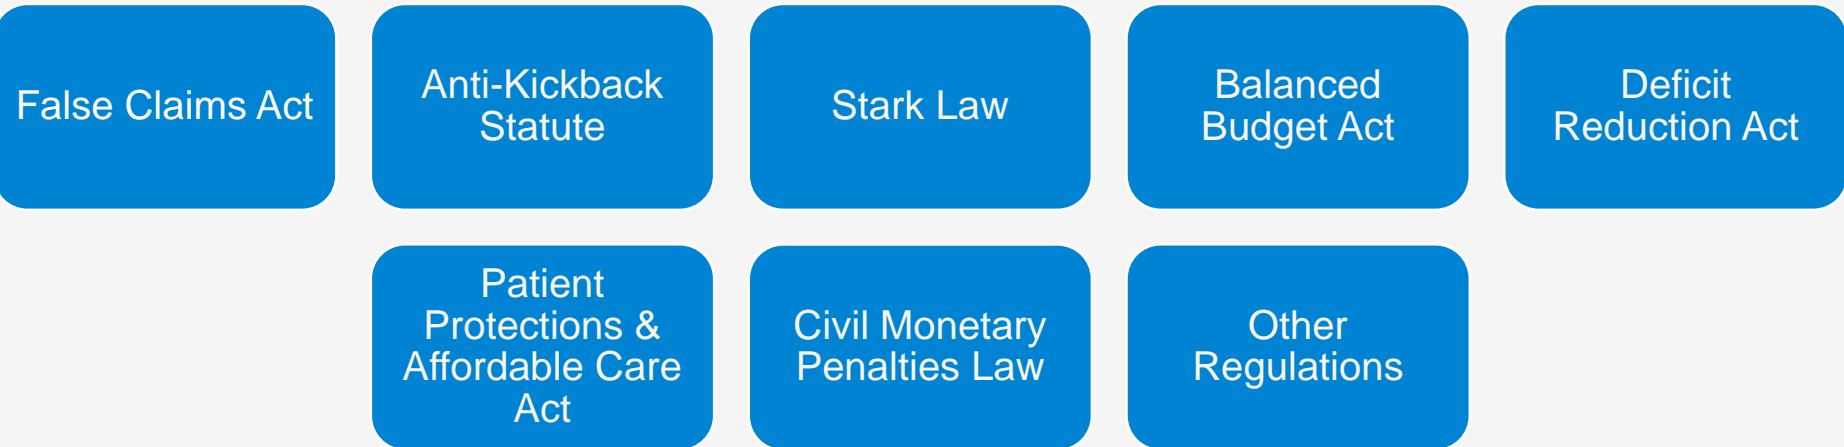 False Claims Act
Anti-Kickback
Statute
Stark Law
Balanced
Budget Act
Deficit
Reduction Act
Patient
Protections &
Affordable Care
Act
Civil Monetary
Penalties Law
Other
Regulations